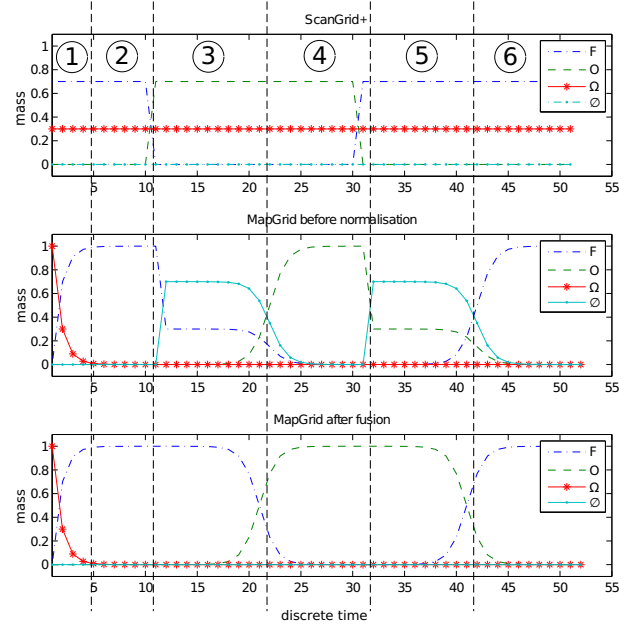 ScanGrid+
1 2 3 4 5 6
mass
1
0.8
0.6
0.4
0.2
0
F
O
Ω
∅
5 10 15 20 25 30 35 40 45 50 55
MapGrid before normalisation
mass
1
0.8
0.6
0.4
0.2
0
F
O
Ω
∅
5 10 15 20 25 30 35 40 45 50 55
MapGrid after fusion
mass
1
0.8
0.6
0.4
0.2
0
F
O
Ω
∅
5 10 15 20 25 30 35 40 45 50 55
discrete time